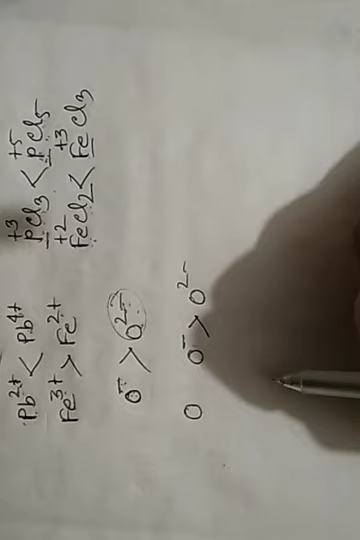 Pb²⁺ < Pb⁴⁺
+3 +5
PCl₃ < PCl₅
Fe³⁺ > Fe²⁺
+2 +3
FeCl₂ < FeCl₃
O⁻ > O²⁻
O O⁻ > O²⁻